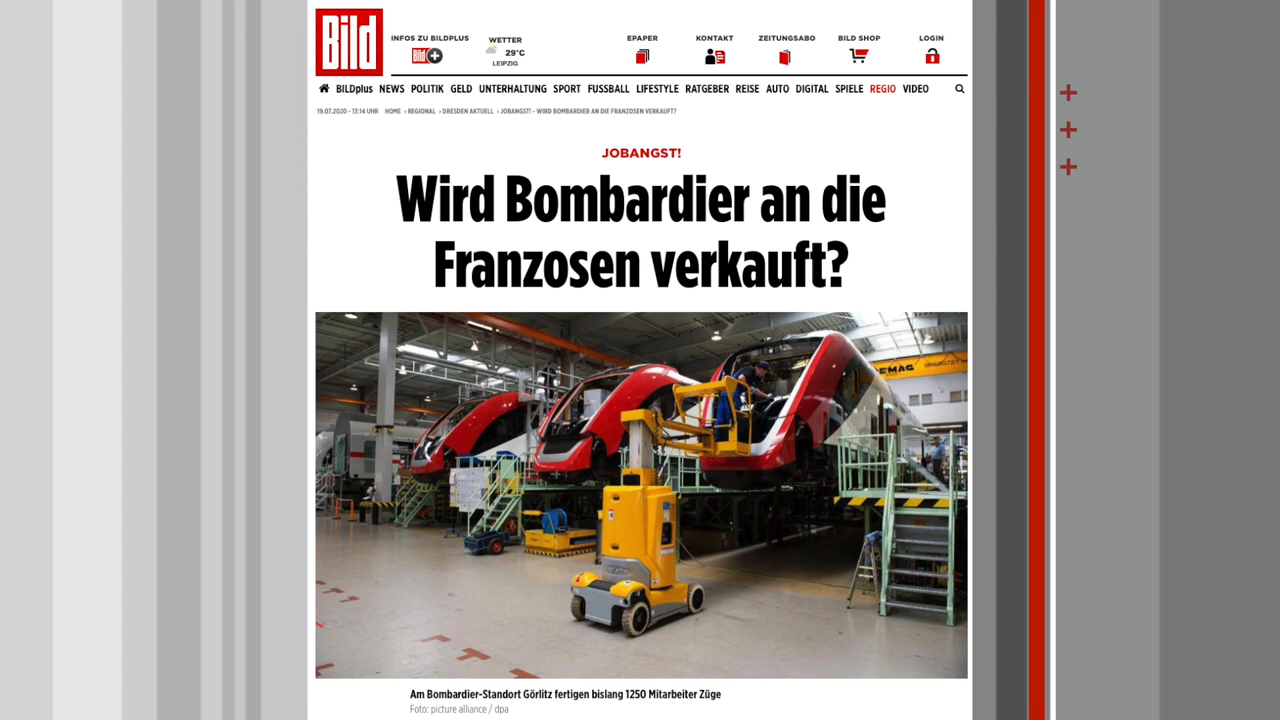 Bild
INFOS ZU BILDPLUS
Bild
WETTER
29°C
LEIPZIG
EPAPER
KONTAKT
ZEITUNGSABO
BILD SHOP
LOGIN
BILDplus NEWS POLITIK GELD UNTERHALTUNG SPORT FUSSBALL LIFESTYLE RATGEBER REISE AUTO DIGITAL SPIELE REGIO VIDEO
19.07.2020 - 13:14 UHR HOME › REGIONAL › DRESDEN AKTUELL › JOBANGST! - WIRD BOMBARDIER AN DIE FRANZOSEN VERKAUFT?
JOBANGST!
Wird Bombardier an die
Franzosen verkauft?
Am Bombardier-Standort Görlitz fertigen bislang 1250 Mitarbeiter Züge
Foto: picture alliance / dpa